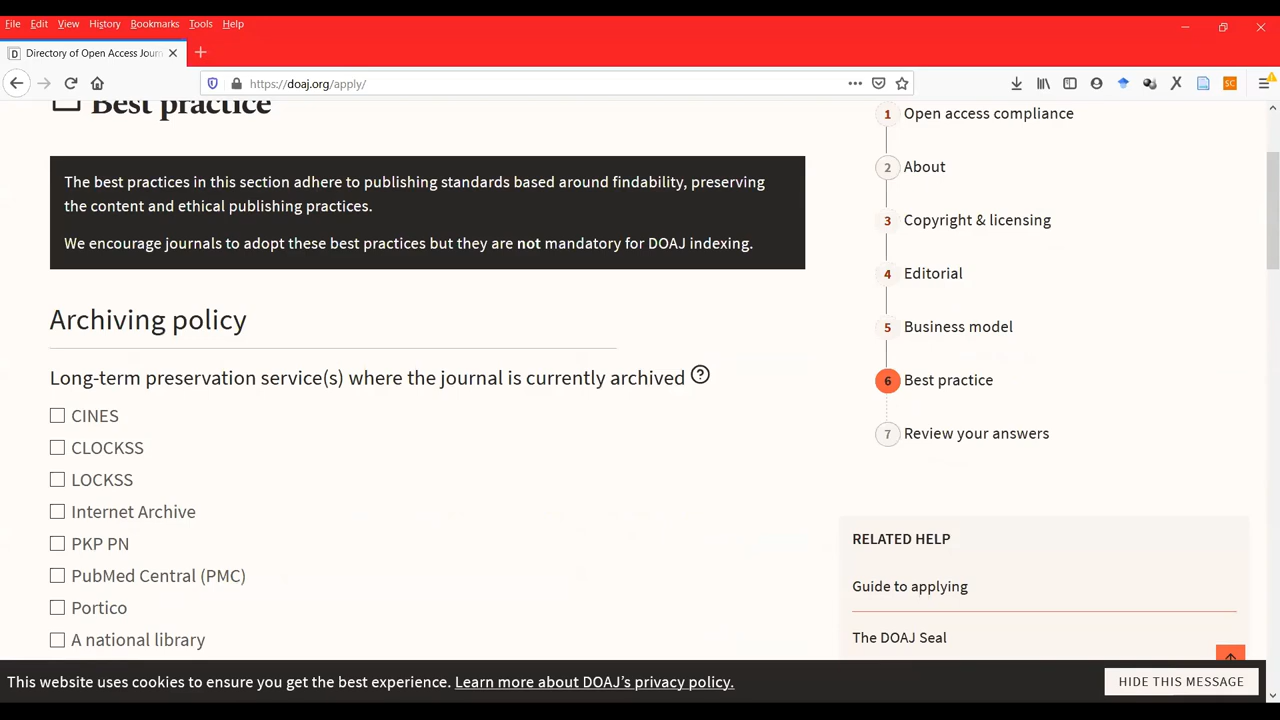 File Edit View History Bookmarks Tools Help
Directory of Open Access Journ
https://doaj.org/apply/
SC
Best practice
The best practices in this section adhere to publishing standards based around findability, preserving
the content and ethical publishing practices.
We encourage journals to adopt these best practices but they are not mandatory for DOAJ indexing.
Archiving policy
Long-term preservation service(s) where the journal is currently archived ?
CINES
CLOCKSS
LOCKSS
Internet Archive
PKP PN
PubMed Central (PMC)
Portico
A national library
1 Open access compliance
2 About
3 Copyright & licensing
4 Editorial
5 Business model
6 Best practice
7 Review your answers
RELATED HELP
Guide to applying
The DOAJ Seal
This website uses cookies to ensure you get the best experience. Learn more about DOAJ's privacy policy.
HIDE THIS MESSAGE